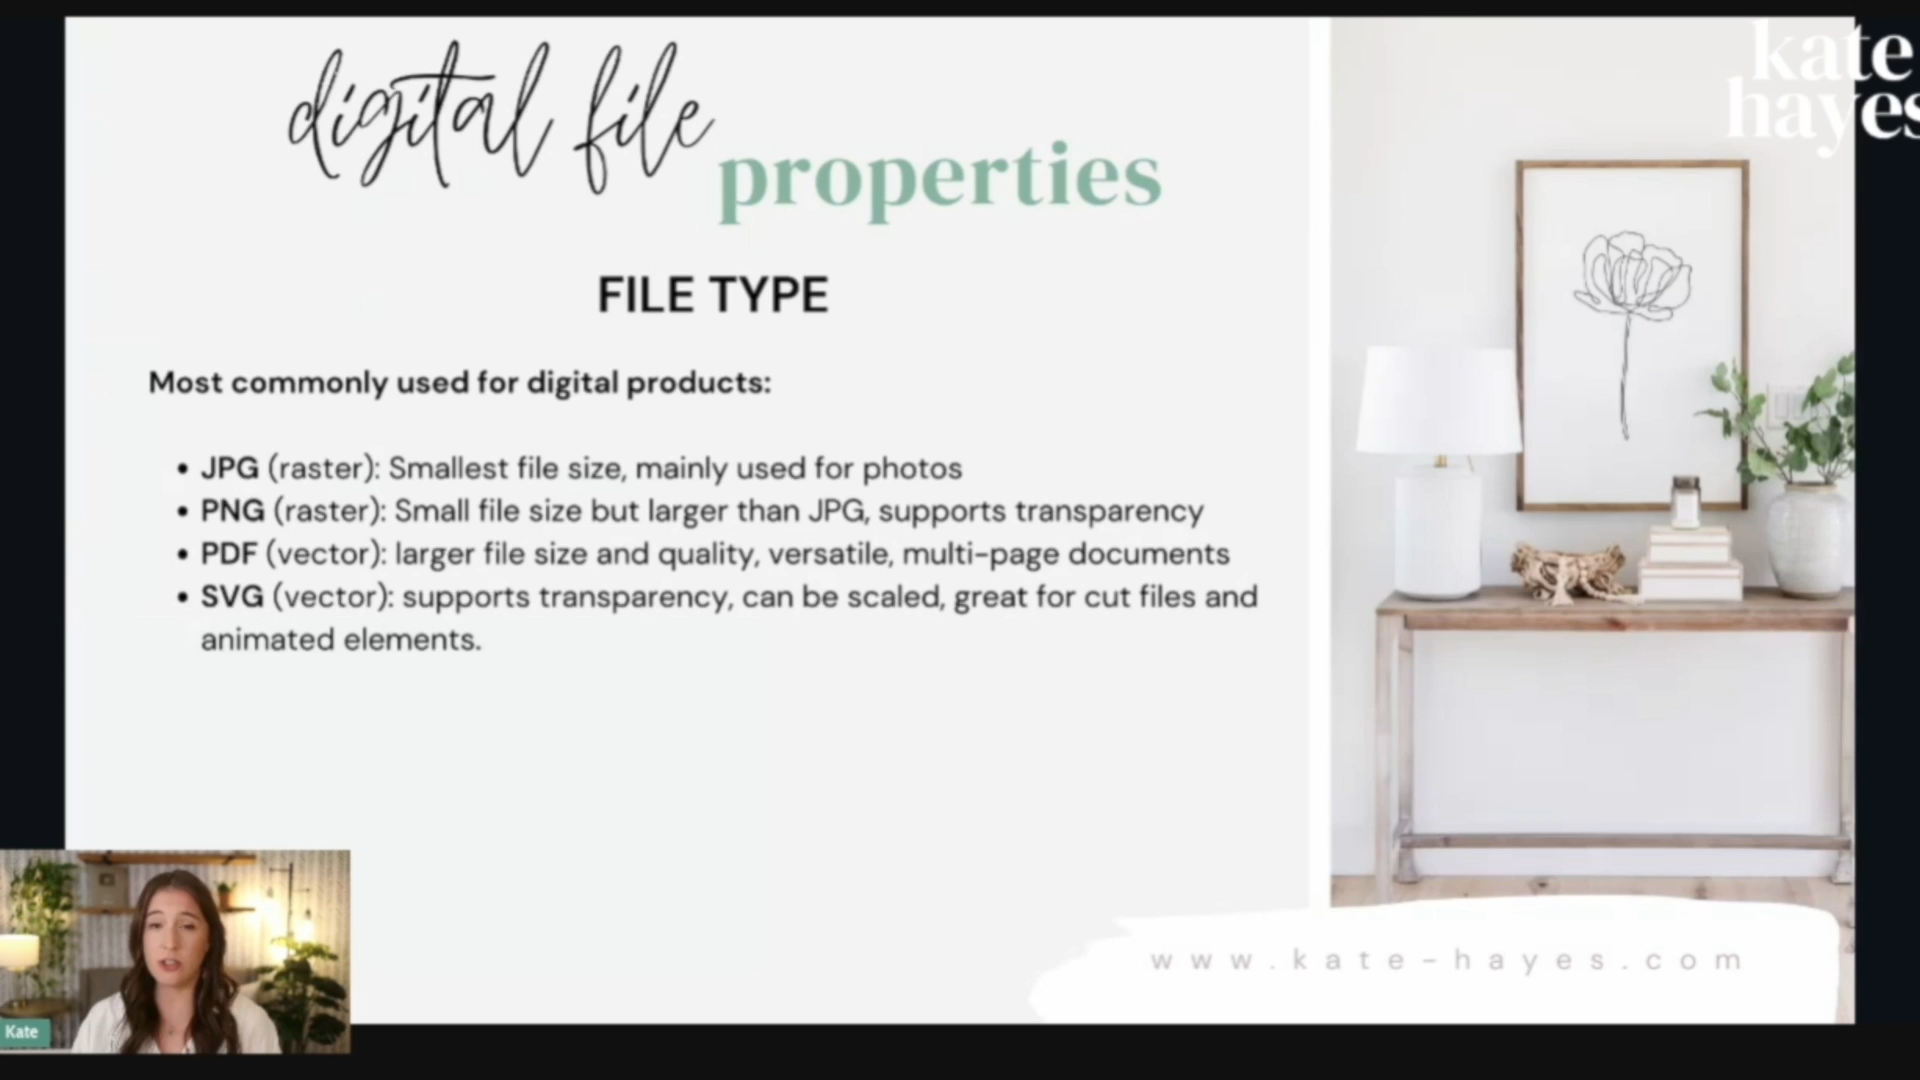 digital file
properties
kate
hayes
FILE TYPE
Most commonly used for digital products:
• JPG (raster): Smallest file size, mainly used for photos
• PNG (raster): Small file size but larger than JPG, supports transparency
• PDF (vector): larger file size and quality, versatile, multi-page documents
• SVG (vector): supports transparency, can be scaled, great for cut files and
animated elements.
www.kate-hayes.com
Kate